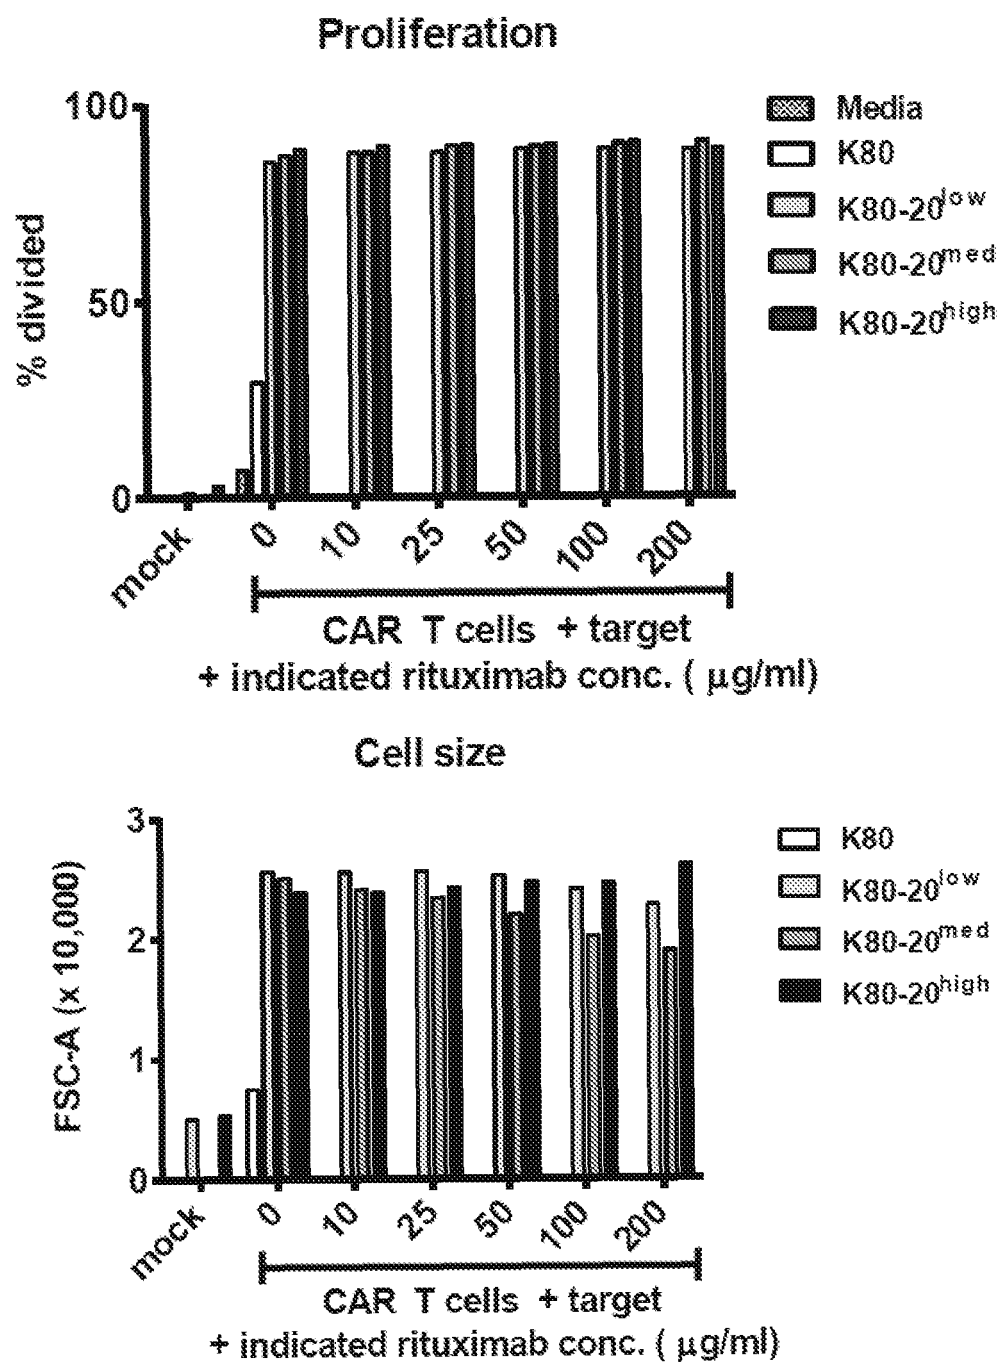 Proliferation
100
50
0
% divided
Media
K80
K80-20low
K80-20med
K80-20high
mock 0 10 25 50 100 200
CAR T cells + target
+ indicated rituximab conc. ( μg/ml)
Cell size
3
2
1
0
FSC-A (x 10,000)
K80
K80-20low
K80-20med
K80-20high
mock 0 10 25 50 100 200
CAR T cells + target
+ indicated rituximab conc. ( μg/ml)